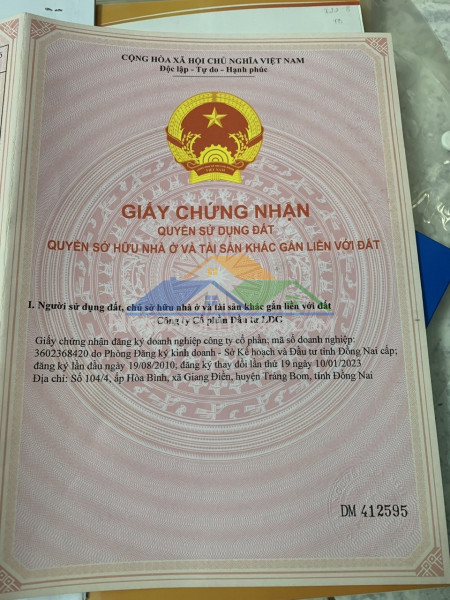 CỘNG HÒA XÃ HỘI CHỦ NGHĨA VIỆT NAM
Độc lập - Tự do - Hạnh phúc
GIẤY CHỨNG NHẬN
QUYỀN SỬ DỤNG ĐẤT
QUYỀN SỞ HỮU NHÀ Ở VÀ TÀI SẢN KHÁC GẮN LIỀN VỚI ĐẤT
I. Người sử dụng đất, chủ sở hữu nhà ở và tài sản khác gắn liền với đất
Công ty Cổ phần Đầu tư LDG
Giấy chứng nhận đăng ký doanh nghiệp công ty cổ phần; mã số doanh nghiệp:
3602368420 do Phòng Đăng ký kinh doanh - Sở Kế hoạch và Đầu tư tỉnh Đồng Nai cấp;
đăng ký lần đầu ngày 19/08/2010; đăng ký thay đổi lần thứ 19 ngày 10/01/2023
Địa chỉ: Số 104/4, ấp Hòa Bình, xã Giang Điền, huyện Trảng Bom, tỉnh Đồng Nai
DM 412595